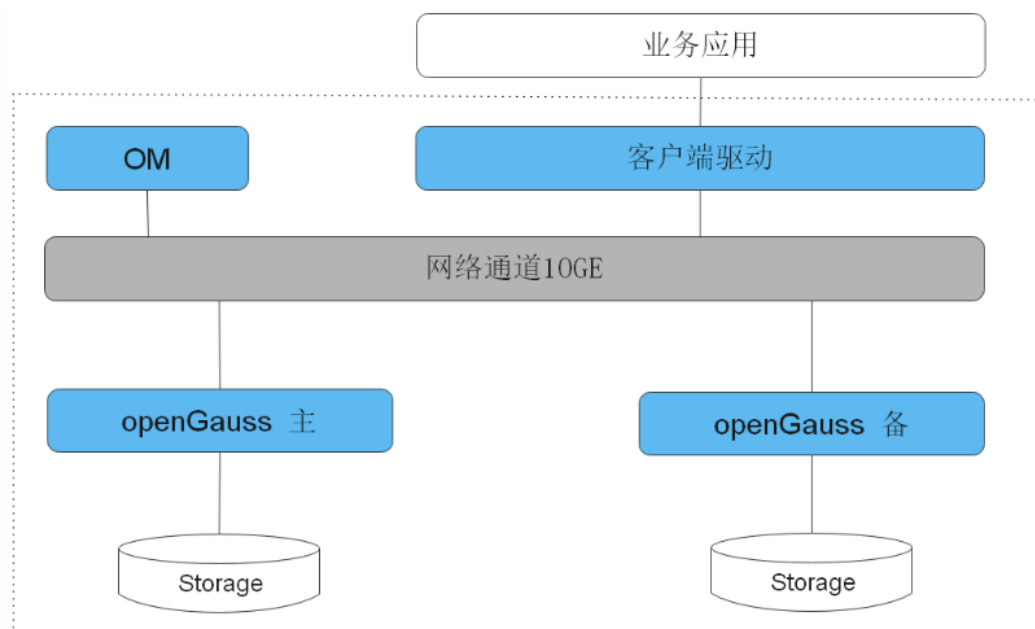 业务应用
OM
客户端驱动
网络通道10GE
openGauss 主
openGauss 备
Storage
Storage